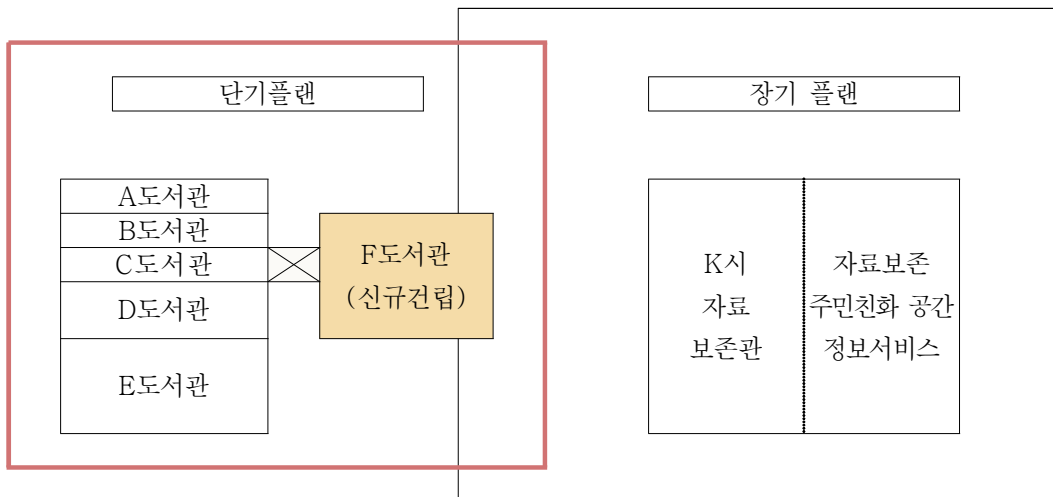 단기플랜
장기 플랜
A도서관
B도서관
C도서관
D도서관
E도서관
F도서관
(신규건립)
K시
자료
보존관
자료보존
주민친화 공간
정보서비스